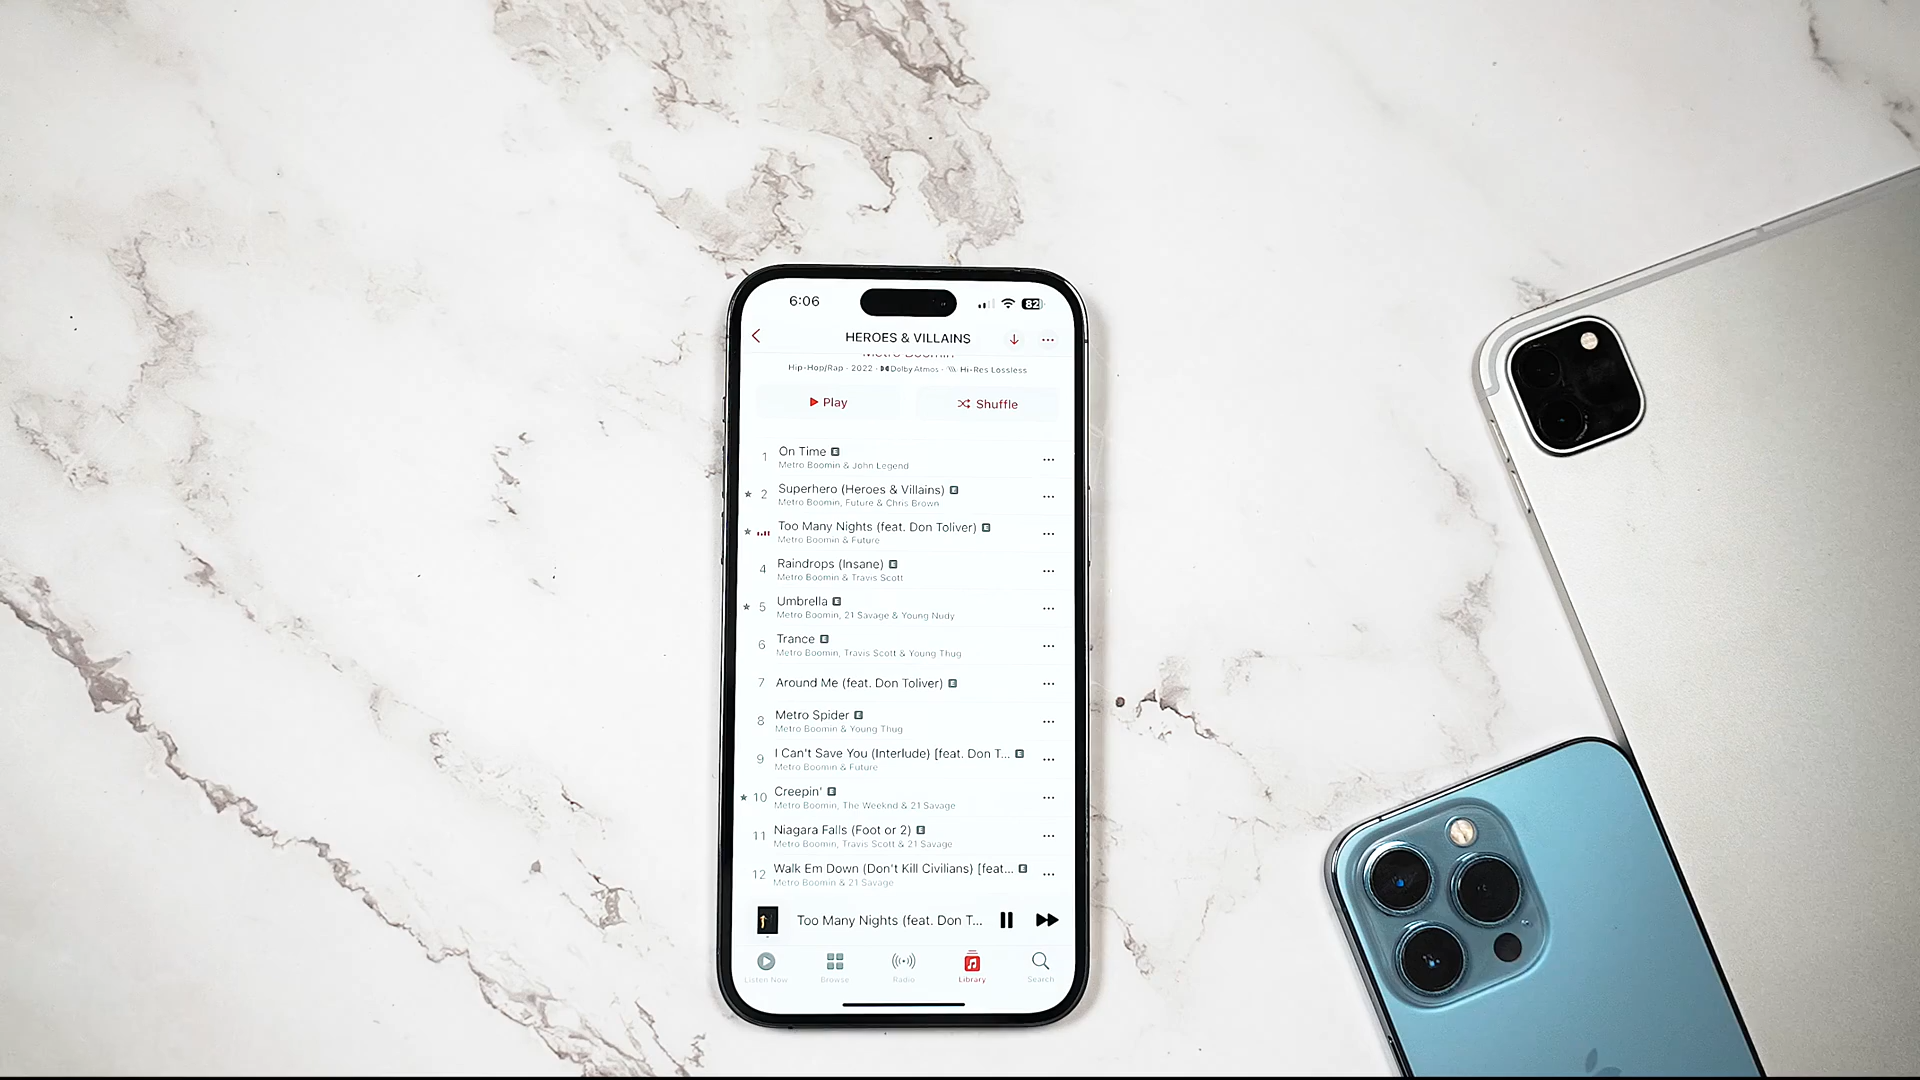 6:06
82
HEROES & VILLAINS
Metro Boomin
Hip-Hop/Rap · 2022 · Dolby Atmos · Hi-Res Lossless
Play
Shuffle
1 On Time E
Metro Boomin & John Legend
★ 2 Superhero (Heroes & Villains) E
Metro Boomin, Future & Chris Brown
★ Too Many Nights (feat. Don Toliver) E
Metro Boomin & Future
4 Raindrops (Insane) E
Metro Boomin & Travis Scott
★ 5 Umbrella E
Metro Boomin, 21 Savage & Young Nudy
6 Trance E
Metro Boomin, Travis Scott & Young Thug
7 Around Me (feat. Don Toliver) E
8 Metro Spider E
Metro Boomin & Young Thug
9 I Can't Save You (Interlude) [feat. Don T... E
Metro Boomin & Future
★ 10 Creepin' E
Metro Boomin, The Weeknd & 21 Savage
11 Niagara Falls (Foot or 2) E
Metro Boomin, Travis Scott & 21 Savage
12 Walk Em Down (Don't Kill Civilians) [feat... E
Metro Boomin & 21 Savage
Too Many Nights (feat. Don T...
Listen Now
Browse
Radio
Library
Search